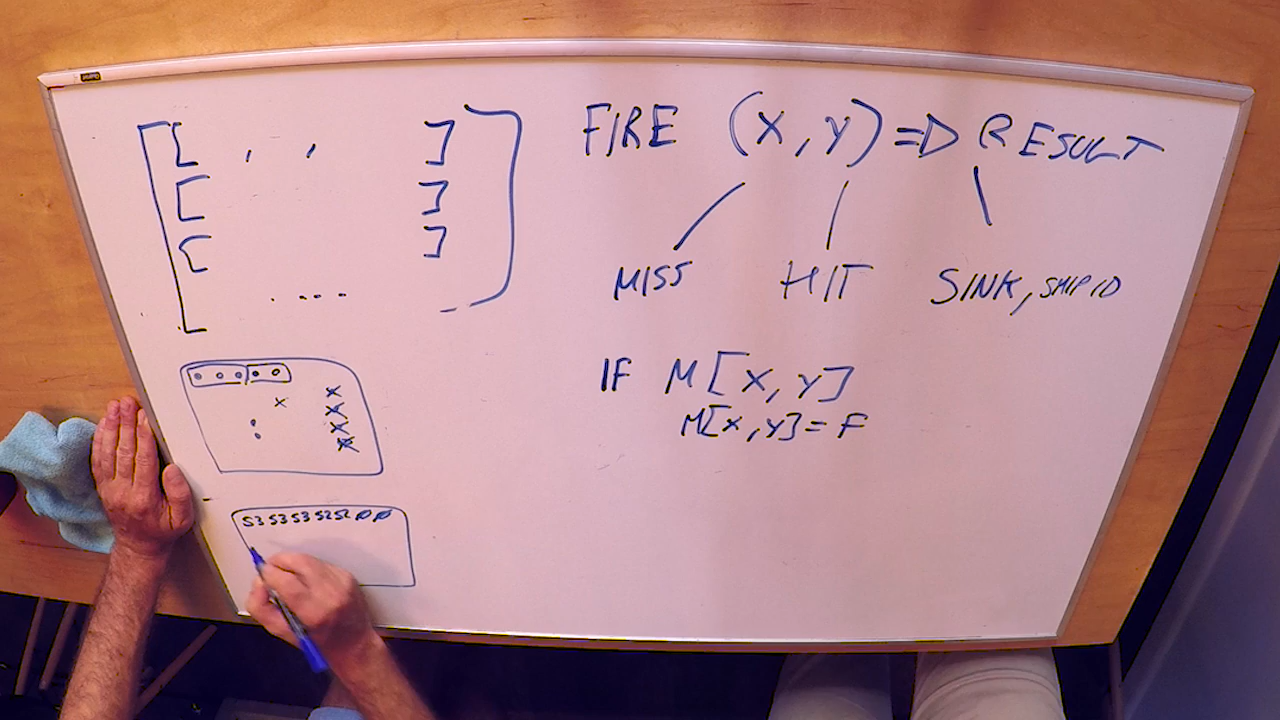 [ [ , , ] ]
[ ]
[ ]
....
FIRE (X, Y) => RESULT
MISS HIT SINK, SHIP ID
IF M[X, Y]
M[X, Y] = F
X
X
X
X
X
S3 S3 S3 S2 S2 Ø Ø